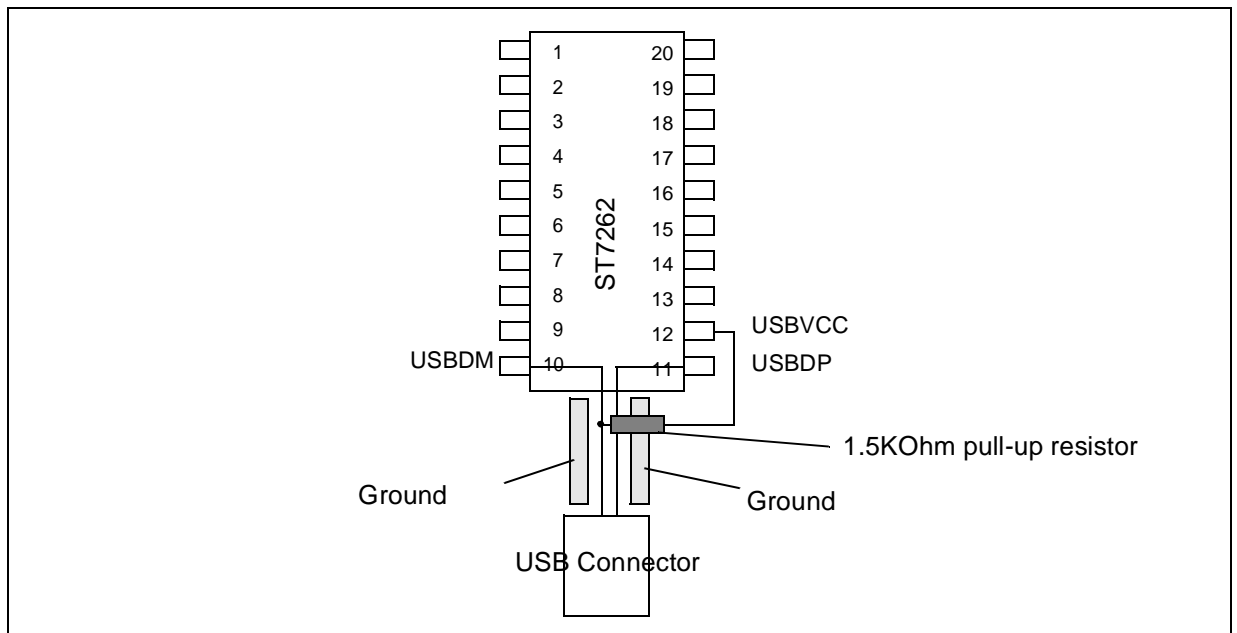 1 20
2 19
3 18
4 17
5 16
6 15
7 14
8 13
9 12 USBVCC
USBDM 10 11 USBDP
ST7262
1.5KOhm pull-up resistor
Ground
Ground
USB Connector